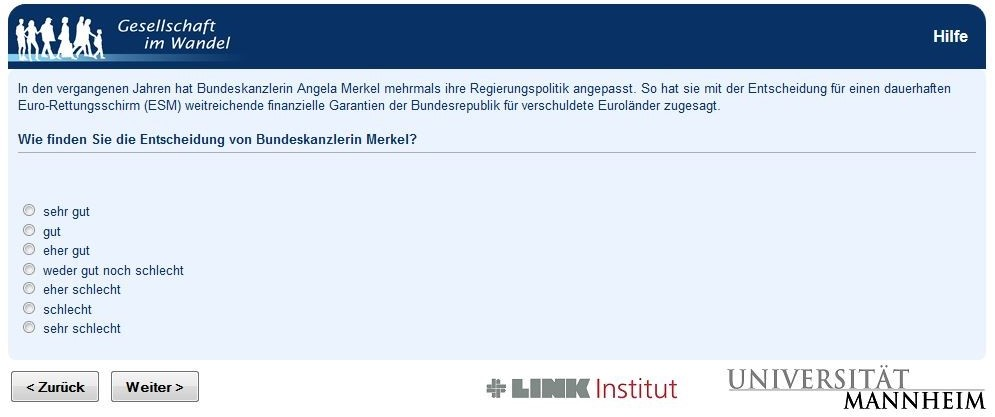 Gesellschaft
im Wandel
Hilfe
In den vergangenen Jahren hat Bundeskanzlerin Angela Merkel mehrmals ihre Regierungspolitik angepasst. So hat sie mit der Entscheidung für einen dauerhaften
Euro-Rettungsschirm (ESM) weitreichende finanzielle Garantien der Bundesrepublik für verschuldete Euroländer zugesagt.
Wie finden Sie die Entscheidung von Bundeskanzlerin Merkel?
sehr gut
gut
eher gut
weder gut noch schlecht
eher schlecht
schlecht
sehr schlecht
< Zurück
Weiter >
LINK Institut
UNIVERSITÄT
MANNHEIM